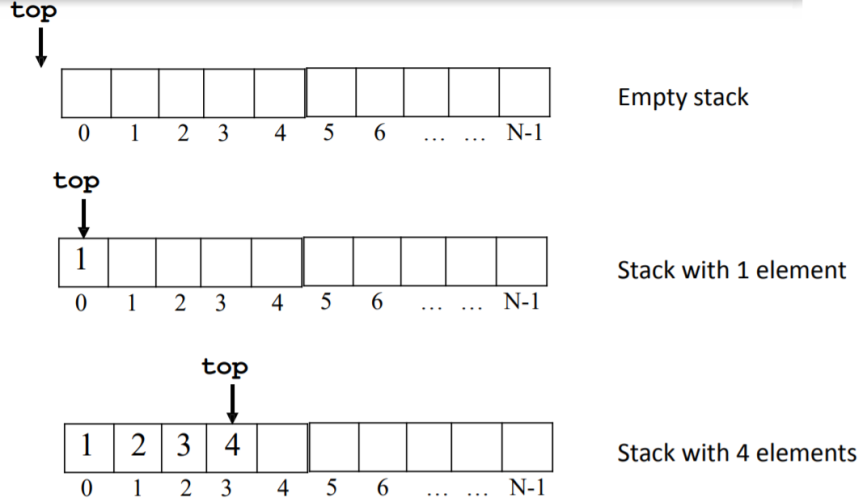 top
Empty stack
0 1 2 3 4 5 6 ... ... N-1
top
1
Stack with 1 element
0 1 2 3 4 5 6 ... ... N-1
top
1 2 3 4
Stack with 4 elements
0 1 2 3 4 5 6 ... ... N-1